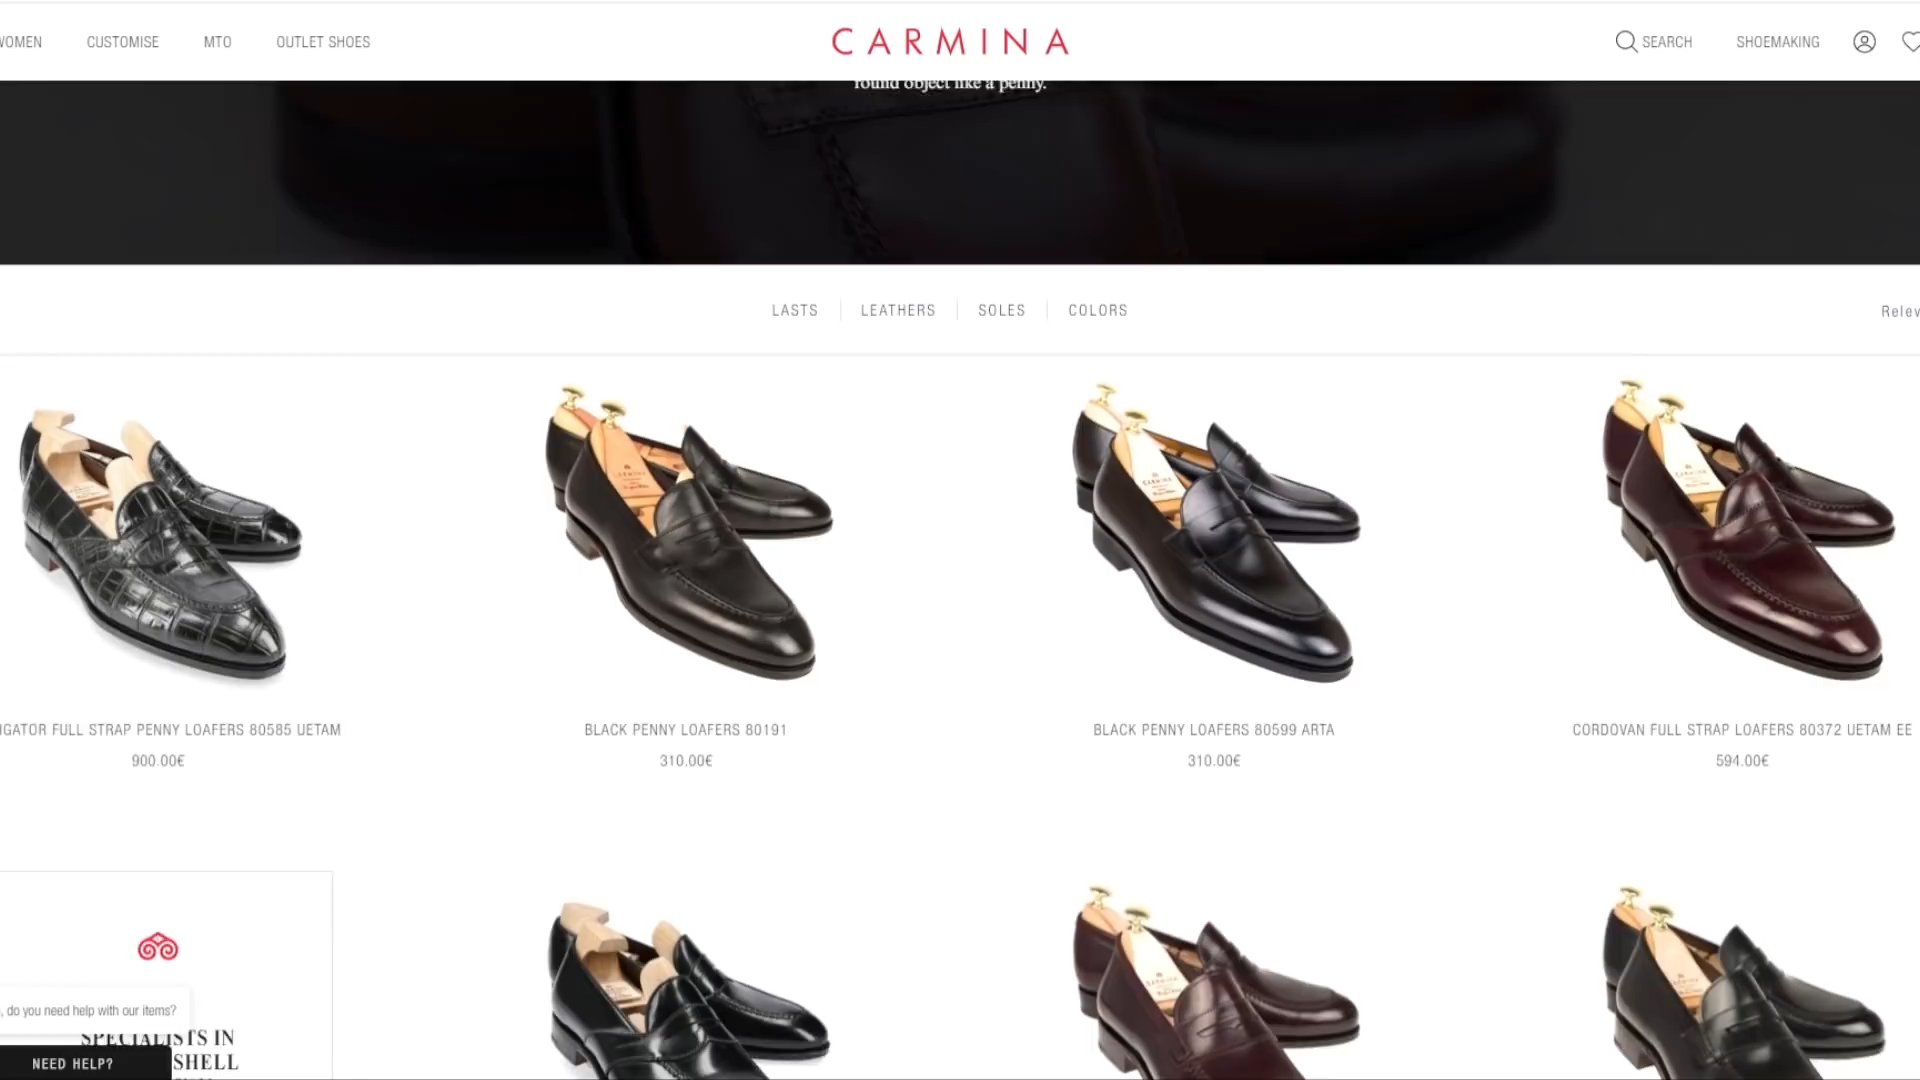 WOMEN CUSTOMISE MTO OUTLET SHOES CARMINA SEARCH SHOEMAKING
round object like a penny.
LASTS LEATHERS SOLES COLORS Relev
IGATOR FULL STRAP PENNY LOAFERS 80585 UETAM
900.00€
BLACK PENNY LOAFERS 80191
310.00€
BLACK PENNY LOAFERS 80599 ARTA
310.00€
CORDOVAN FULL STRAP LOAFERS 80372 UETAM EE
594.00€
, do you need help with our items?
SPECIALISTS IN
SHELL
NEED HELP?